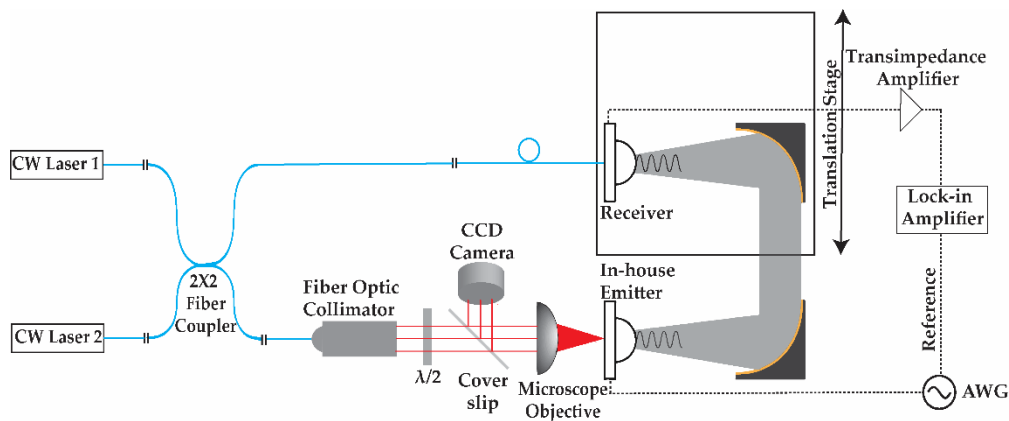 CW Laser 1
CW Laser 2
2X2
Fiber
Coupler
Fiber Optic
Collimator
λ/2
CCD
Camera
Cover
slip
Microscope
Objective
Receiver
In-house
Emitter
Translation Stage
Transimpedance
Amplifier
Lock-in
Amplifier
Reference
AWG